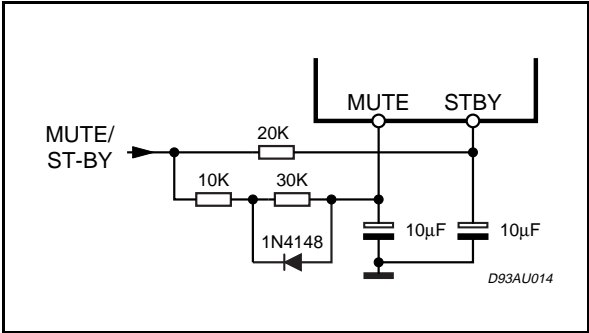 MUTE STBY
MUTE/
ST-BY
20K
10K 30K
1N4148
10μF 10μF
D93AU014